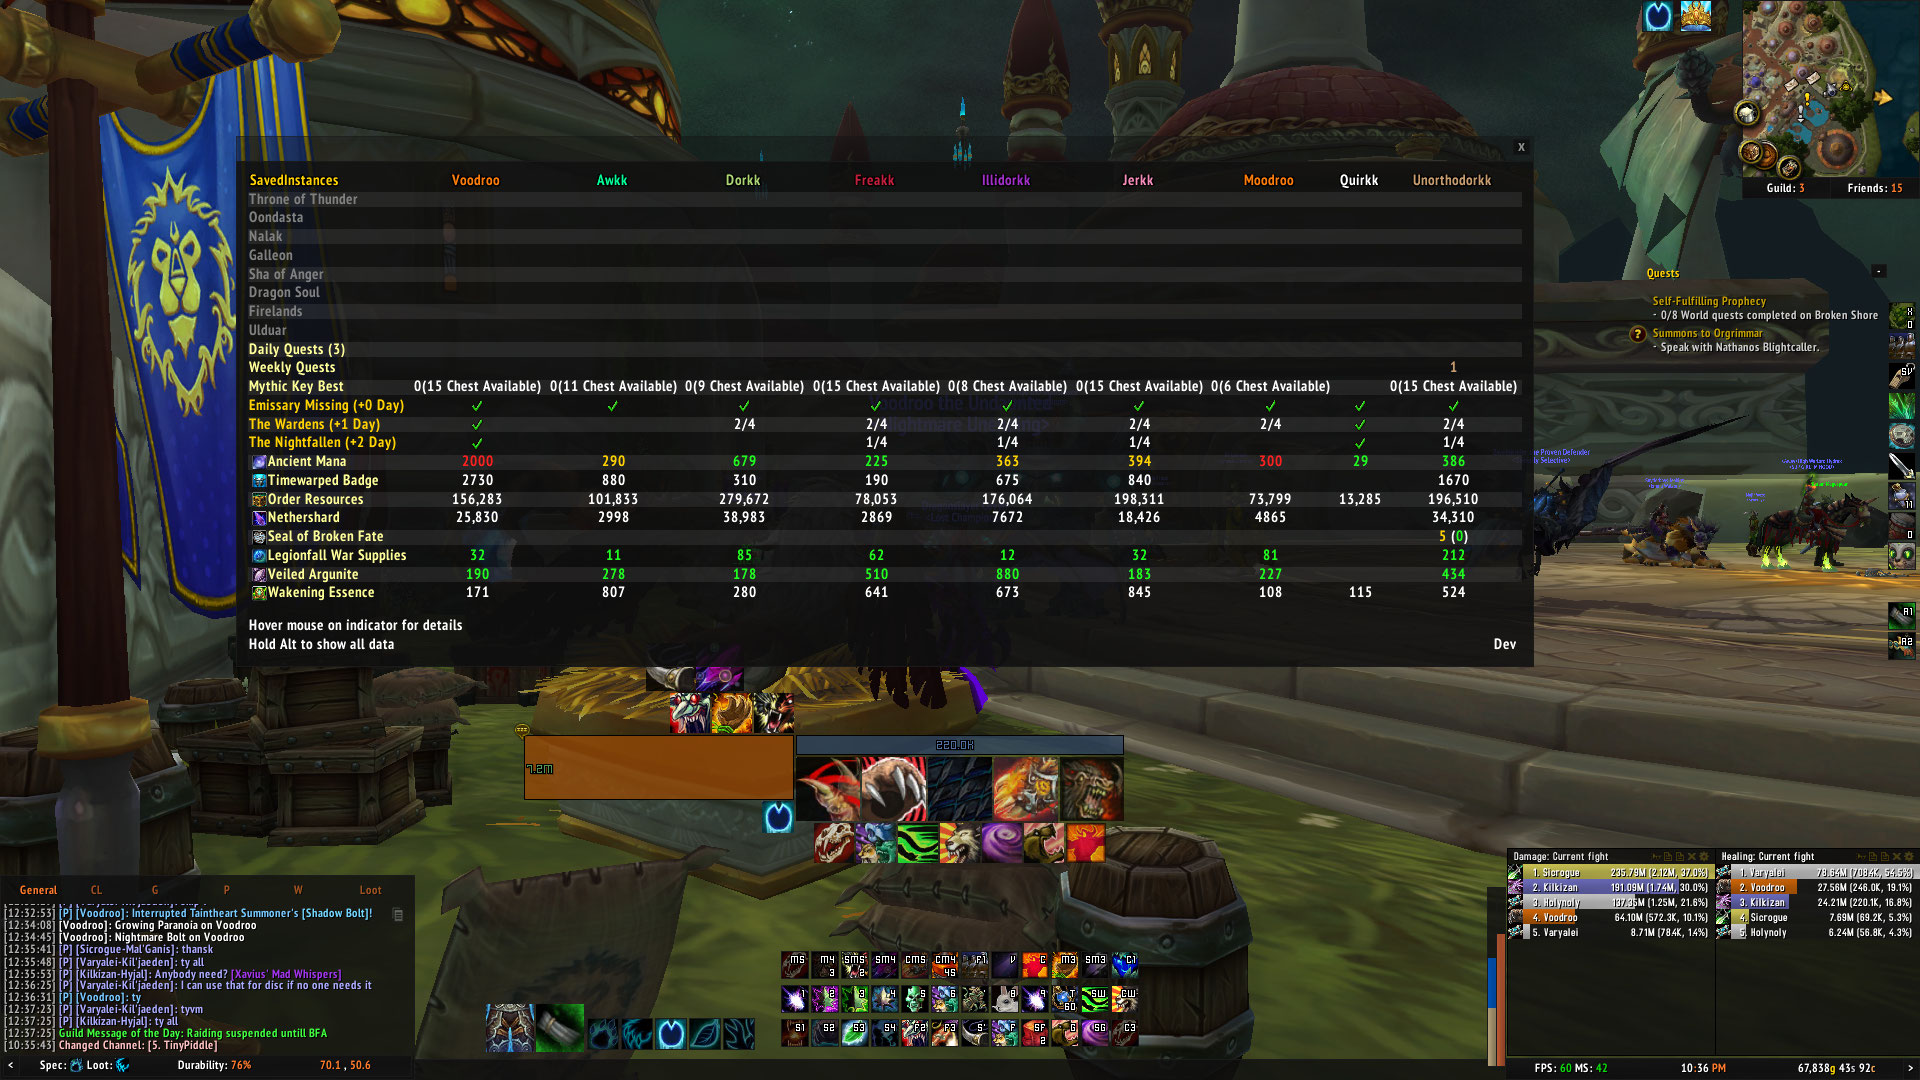 Guild: 3 Friends: 15
X
SavedInstances Voodroo Awkk Dorkk Freakk Illidorkk Jerkk Moodroo Quirkk Unorthodorkk
Throne of Thunder
Oondasta
Nalak
Galleon
Sha of Anger
Dragon Soul
Firelands
Ulduar
Daily Quests (3)
Weekly Quests 1
Mythic Key Best 0(15 Chest Available) 0(11 Chest Available) 0(9 Chest Available) 0(15 Chest Available) 0(8 Chest Available) 0(15 Chest Available) 0(6 Chest Available) 0(15 Chest Available)
Emissary Missing (+0 Day)
The Wardens (+1 Day) 2/4 2/4 2/4 2/4 2/4 2/4
The Nightfallen (+2 Day) 1/4 1/4 1/4 1/4
Ancient Mana 2000 290 679 225 363 394 300 29 386
Timewarped Badge 2730 880 310 190 675 840 1670
Order Resources 156,283 101,833 279,672 78,053 176,064 198,311 73,799 13,285 196,510
Nethershard 25,830 2998 38,983 2869 7672 18,426 4865 34,310
Seal of Broken Fate 5 (0)
Legionfall War Supplies 32 11 85 62 12 32 81 212
Veiled Argunite 190 278 178 510 880 183 227 434
Wakening Essence 171 807 280 641 673 845 108 115 524
Hover mouse on indicator for details
Hold Alt to show all data
Dev
Quests
-
Self-Fulfilling Prophecy
- 0/8 World quests completed on Broken Shore
Summons to Orgrimmar
- Speak with Nathanos Blightcaller.
220.0K
7.2M
General CL G P W Loot
[12:32:53] [P] [Voodroo]: Interrupted Taintheart Summoner's [Shadow Bolt]!
[12:34:08] [Voodroo]: Growing Paranoia on Voodroo
[12:34:45] [Voodroo]: Nightmare Bolt on Voodroo
[12:35:41] [P] [Sicrogue-Mal'Ganis]: thansk
[12:35:48] [P] [Varyalei-Kil'jaeden]: ty all
[12:35:53] [P] [Kilkizan-Hyjal]: Anybody need? [Xavius' Mad Whispers]
[12:36:25] [P] [Varyalei-Kil'jaeden]: I can use that for disc if no one needs it
[12:36:31] [P] [Voodroo]: ty
[12:37:23] [P] [Varyalei-Kil'jaeden]: tyvm
[12:37:25] [P] [Kilkizan-Hyjal]: ty all
[12:37:25] Guild Message of the Day: Raiding suspended untill BFA
[10:35:43] Changed Channel: [5. TinyPiddle]
< Spec: Loot: Durability: 76% 70.1 , 50.6
Damage: Current fight
1. Sicrogue 235.79M (2.12M, 37.0%)
2. Kilkizan 191.09M (1.74M, 30.0%)
3. Holynoly 137.35M (1.25M, 21.6%)
4. Voodroo 64.10M (572.3K, 10.1%)
5. Varyalei 8.71M (78.4K, 1.4%)
Healing: Current fight
1. Varyalei 78.64M (708.4K, 54.5%)
2. Voodroo 27.56M (246.0K, 19.1%)
3. Kilkizan 24.21M (220.1K, 16.8%)
4. Sicrogue 7.69M (69.2K, 5.3%)
5. Holynoly 6.24M (56.8K, 4.3%)
FPS: 60 MS: 42 10:36 PM 67,838g 43s 92c >